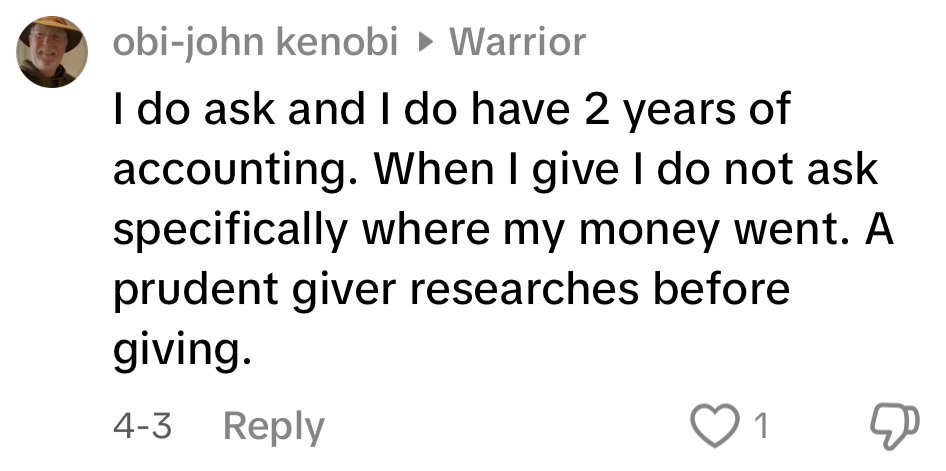 obi-john kenobi ▸ Warrior
I do ask and I do have 2 years of
accounting. When I give I do not ask
specifically where my money went. A
prudent giver researches before
giving.
4-3 Reply 1